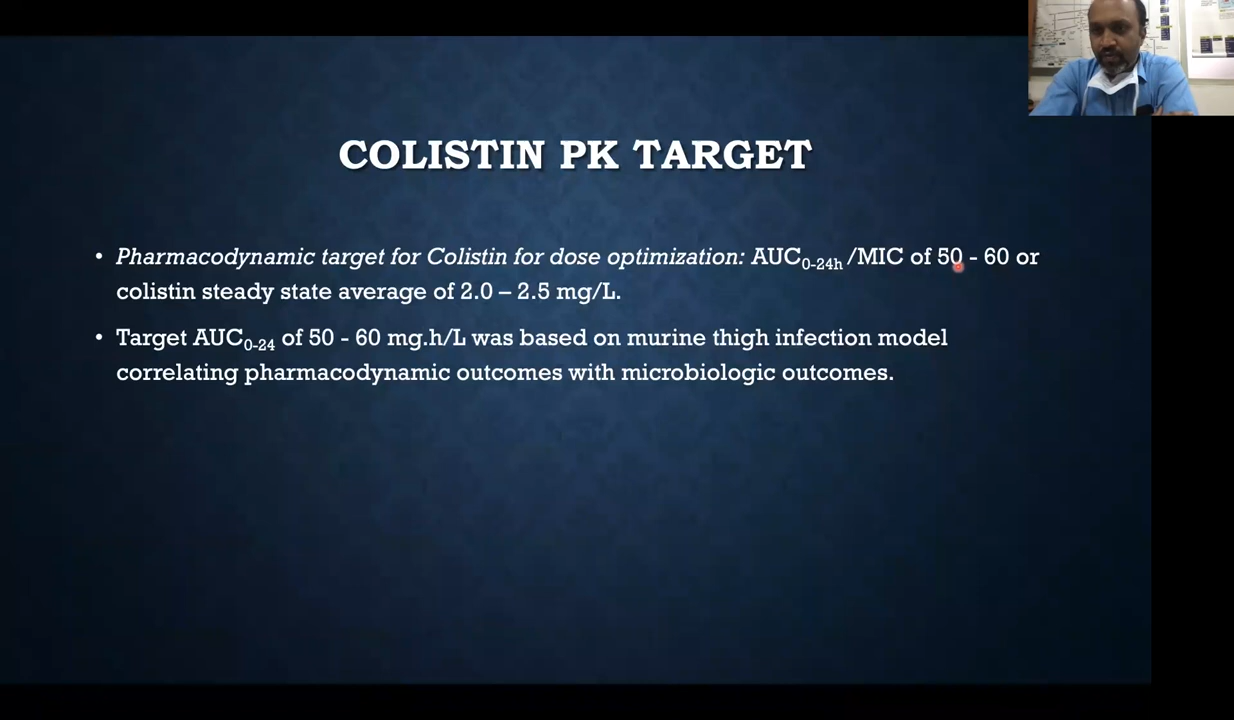 COLISTIN PK TARGET
• Pharmacodynamic target for Colistin for dose optimization: AUC0-24h /MIC of 50 - 60 or
colistin steady state average of 2.0 – 2.5 mg/L.
• Target AUC0-24 of 50 - 60 mg.h/L was based on murine thigh infection model
correlating pharmacodynamic outcomes with microbiologic outcomes.